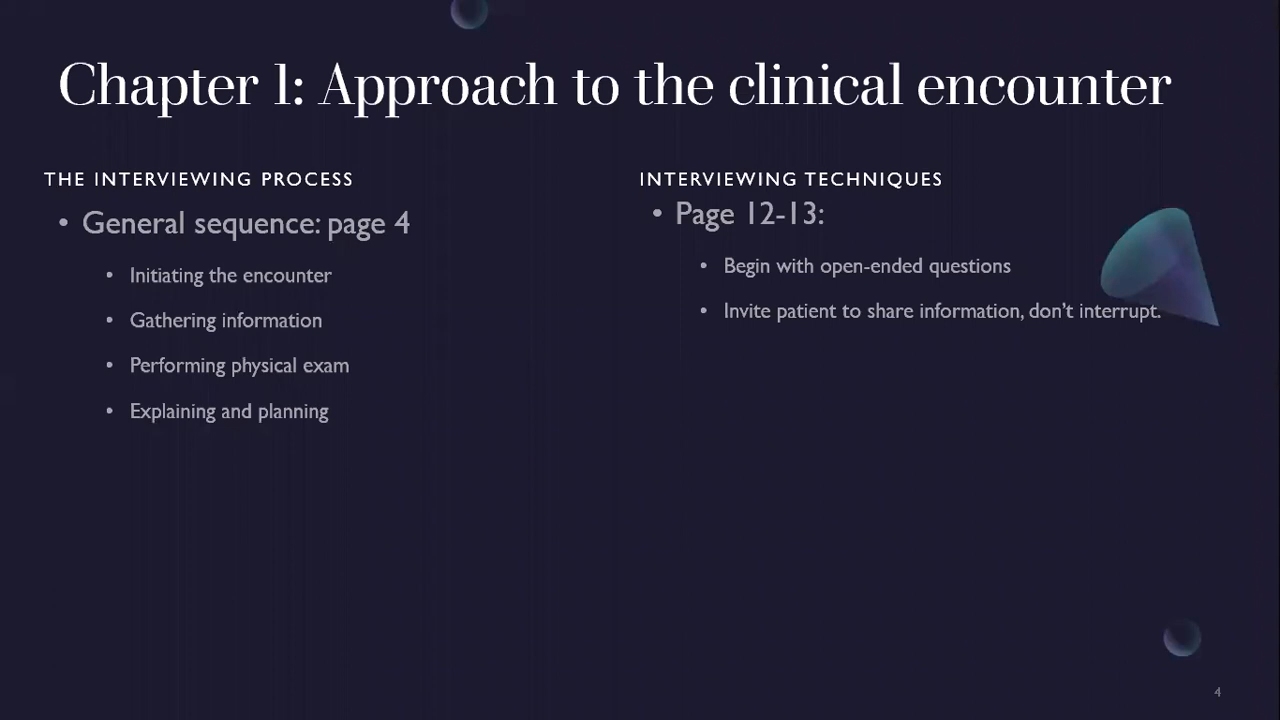 Chapter 1: Approach to the clinical encounter
THE INTERVIEWING PROCESS
• General sequence: page 4
• Initiating the encounter
• Gathering information
• Performing physical exam
• Explaining and planning
INTERVIEWING TECHNIQUES
• Page 12-13:
• Begin with open-ended questions
• Invite patient to share information, don’t interrupt.
4